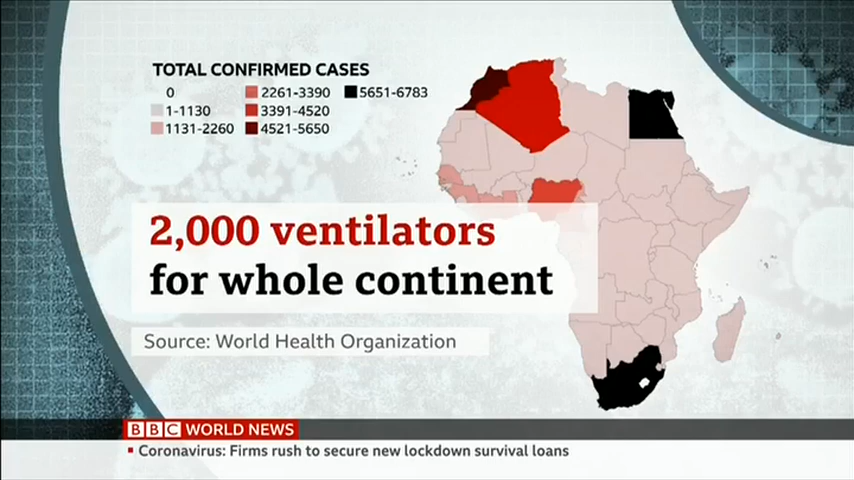 TOTAL CONFIRMED CASES
0 2261-3390 5651-6783
1-1130 3391-4520
1131-2260 4521-5650
2,000 ventilators
for whole continent
Source: World Health Organization
BBC WORLD NEWS
Coronavirus: Firms rush to secure new lockdown survival loans